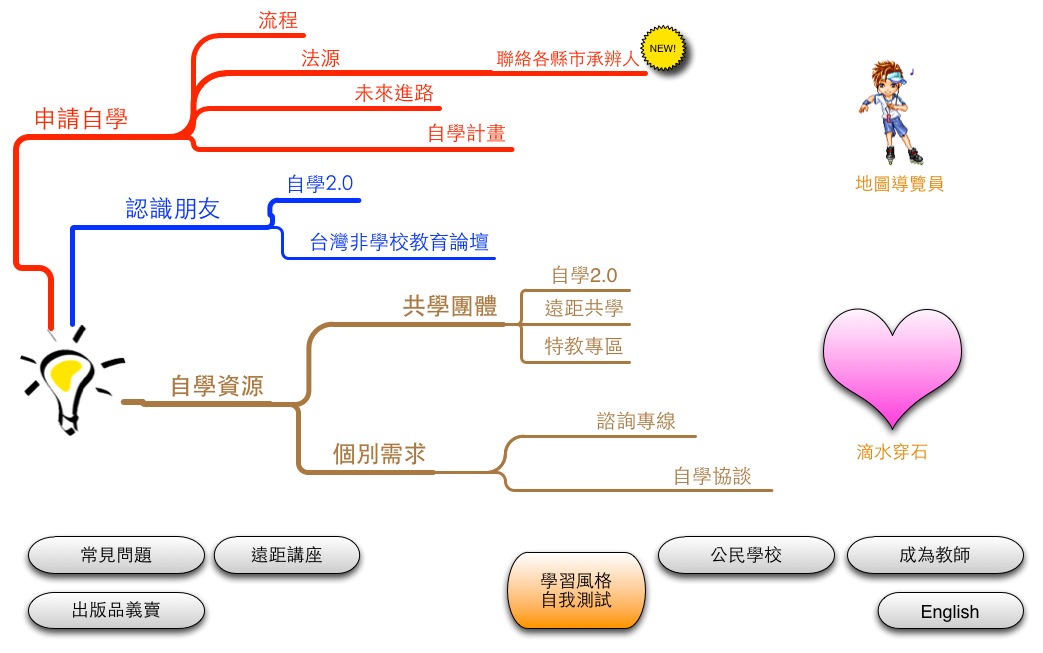 流程
法源
聯絡各縣市承辦人
NEW!
未來進路
申請自學
自學計畫
地圖導覽員
自學2.0
認識朋友
台灣非學校教育論壇
自學2.0
共學團體
遠距共學
特教專區
自學資源
諮詢專線
個別需求
滴水穿石
自學協談
常見問題
遠距講座
學習風格
自我測試
公民學校
成為教師
出版品義賣
English